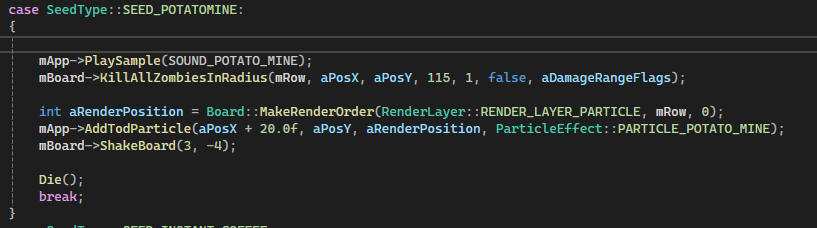 case SeedType::SEED_POTATOMINE:
{
mApp->PlaySample(SOUND_POTATO_MINE);
mBoard->KillAllZombiesInRadius(mRow, aPosX, aPosY, 115, 1, false, aDamageRangeFlags);
int aRenderPosition = Board::MakeRenderOrder(RenderLayer::RENDER_LAYER_PARTICLE, mRow, 0);
mApp->AddTodParticle(aPosX + 20.0f, aPosY, aRenderPosition, ParticleEffect::PARTICLE_POTATO_MINE);
mBoard->ShakeBoard(3, -4);
Die();
break;
}